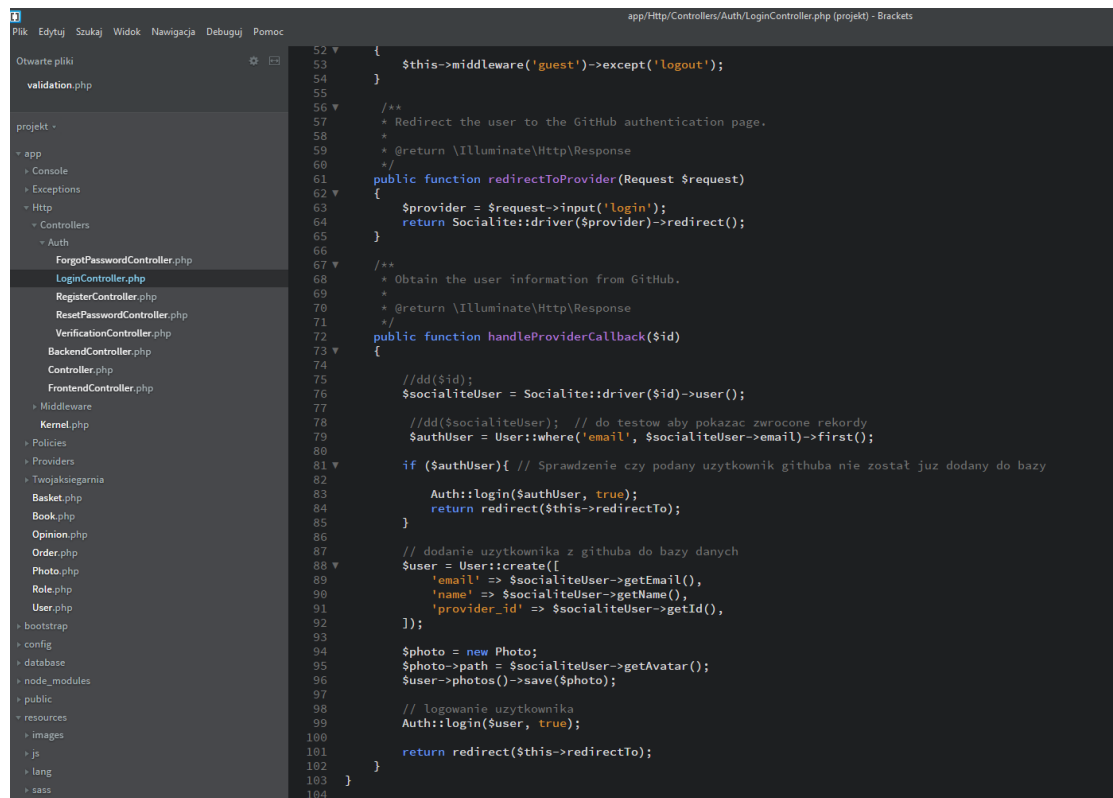 app/Http/Controllers/Auth/LoginController.php (projekt) - Brackets
Plik Edytuj Szukaj Widok Nawigacja Debuguj Pomoc
Otwarte pliki
validation.php
projekt
app
Console
Exceptions
Http
Controllers
Auth
ForgotPasswordController.php
LoginController.php
RegisterController.php
ResetPasswordController.php
VerificationController.php
BackendController.php
Controller.php
FrontendController.php
Middleware
Kernel.php
Policies
Providers
Twojaksiegarnia
Basket.php
Book.php
Opinion.php
Order.php
Photo.php
Role.php
User.php
bootstrap
config
database
node_modules
public
resources
images
js
lang
sass
52 {
53 $this->middleware('guest')->except('logout');
54 }
55
56 /**
57 * Redirect the user to the GitHub authentication page.
58 *
59 * @return \Illuminate\Http\Response
60 */
61 public function redirectToProvider(Request $request)
62 {
63 $provider = $request->input('login');
64 return Socialite::driver($provider)->redirect();
65 }
66
67 /**
68 * Obtain the user information from GitHub.
69 *
70 * @return \Illuminate\Http\Response
71 */
72 public function handleProviderCallback($id)
73 {
74
75 //dd($id);
76 $socialiteUser = Socialite::driver($id)->user();
77
78 //dd($socialiteUser); // do testow aby pokazac zwrocone rekordy
79 $authUser = User::where('email', $socialiteUser->email)->first();
80
81 if ($authUser){ // Sprawdzenie czy podany uzytkownik githuba nie został juz dodany do bazy
82
83 Auth::login($authUser, true);
84 return redirect($this->redirectTo);
85 }
86
87 // dodanie uzytkownika z githuba do bazy danych
88 $user = User::create([
89 'email' => $socialiteUser->getEmail(),
90 'name' => $socialiteUser->getName(),
91 'provider_id' => $socialiteUser->getId(),
92 ]);
93
94 $photo = new Photo;
95 $photo->path = $socialiteUser->getAvatar();
96 $user->photos()->save($photo);
97
98 // logowanie uzytkownika
99 Auth::login($user, true);
100
101 return redirect($this->redirectTo);
102 }
103 }
104